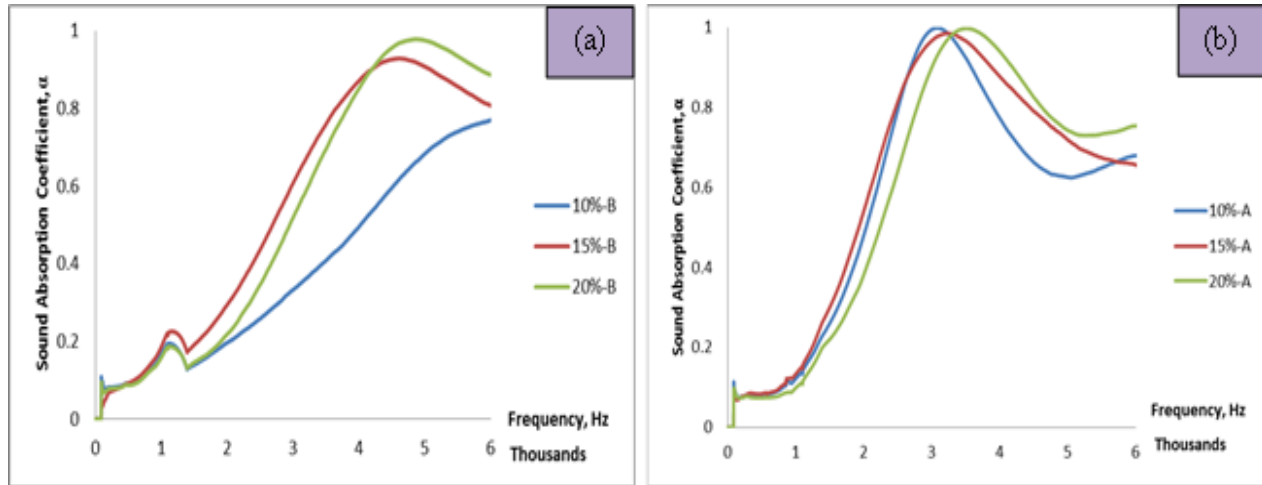 (a)
Sound Absorption Coefficient, α
1
0.8
0.6
0.4
0.2
0
0 1 2 3 4 5 6
Frequency, Hz
Thousands
10%-B
15%-B
20%-B
(b)
Sound Absorption Coefficient, α
1
0.8
0.6
0.4
0.2
0
0 1 2 3 4 5 6
Frequency, Hz
Thousands
10%-A
15%-A
20%-A